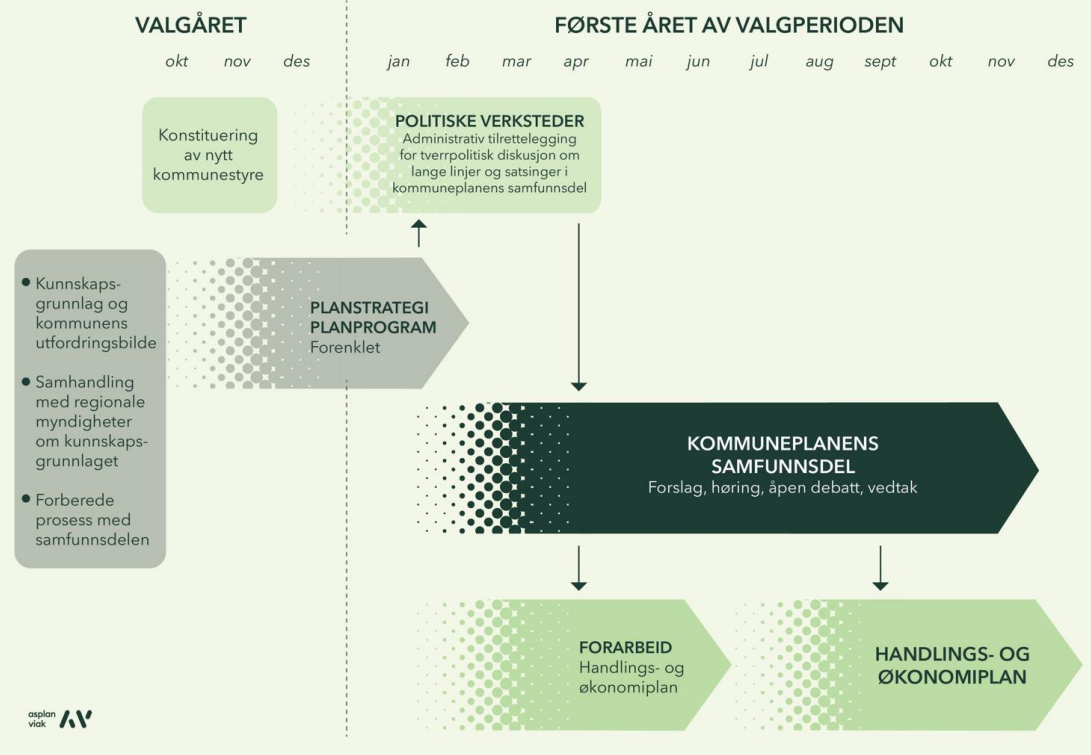 VALGÅRET
FØRSTE ÅRET AV VALGPERIODEN
okt nov des jan feb mar apr mai jun jul aug sept okt nov des
Konstituering
av nytt
kommunestyre
POLITISKE VERKSTEDER
Administrativ tilrettelegging
for tverrpolitisk diskusjon om
lange linjer og satsinger i
kommuneplanens samfunnsdel
• Kunnskaps-
grunnlag og
kommunens
utfordringsbilde
• Samhandling
med regionale
myndigheter
om kunnskaps-
grunnlaget
• Forberede
prosess med
samfunnsdelen
PLANSTRATEGI
PLANPROGRAM
Forenklet
KOMMUNEPLANENS
SAMFUNNSDEL
Forslag, høring, åpen debatt, vedtak
FORARBEID
Handlings- og
økonomiplan
HANDLINGS- OG
ØKONOMIPLAN
asplan
viak